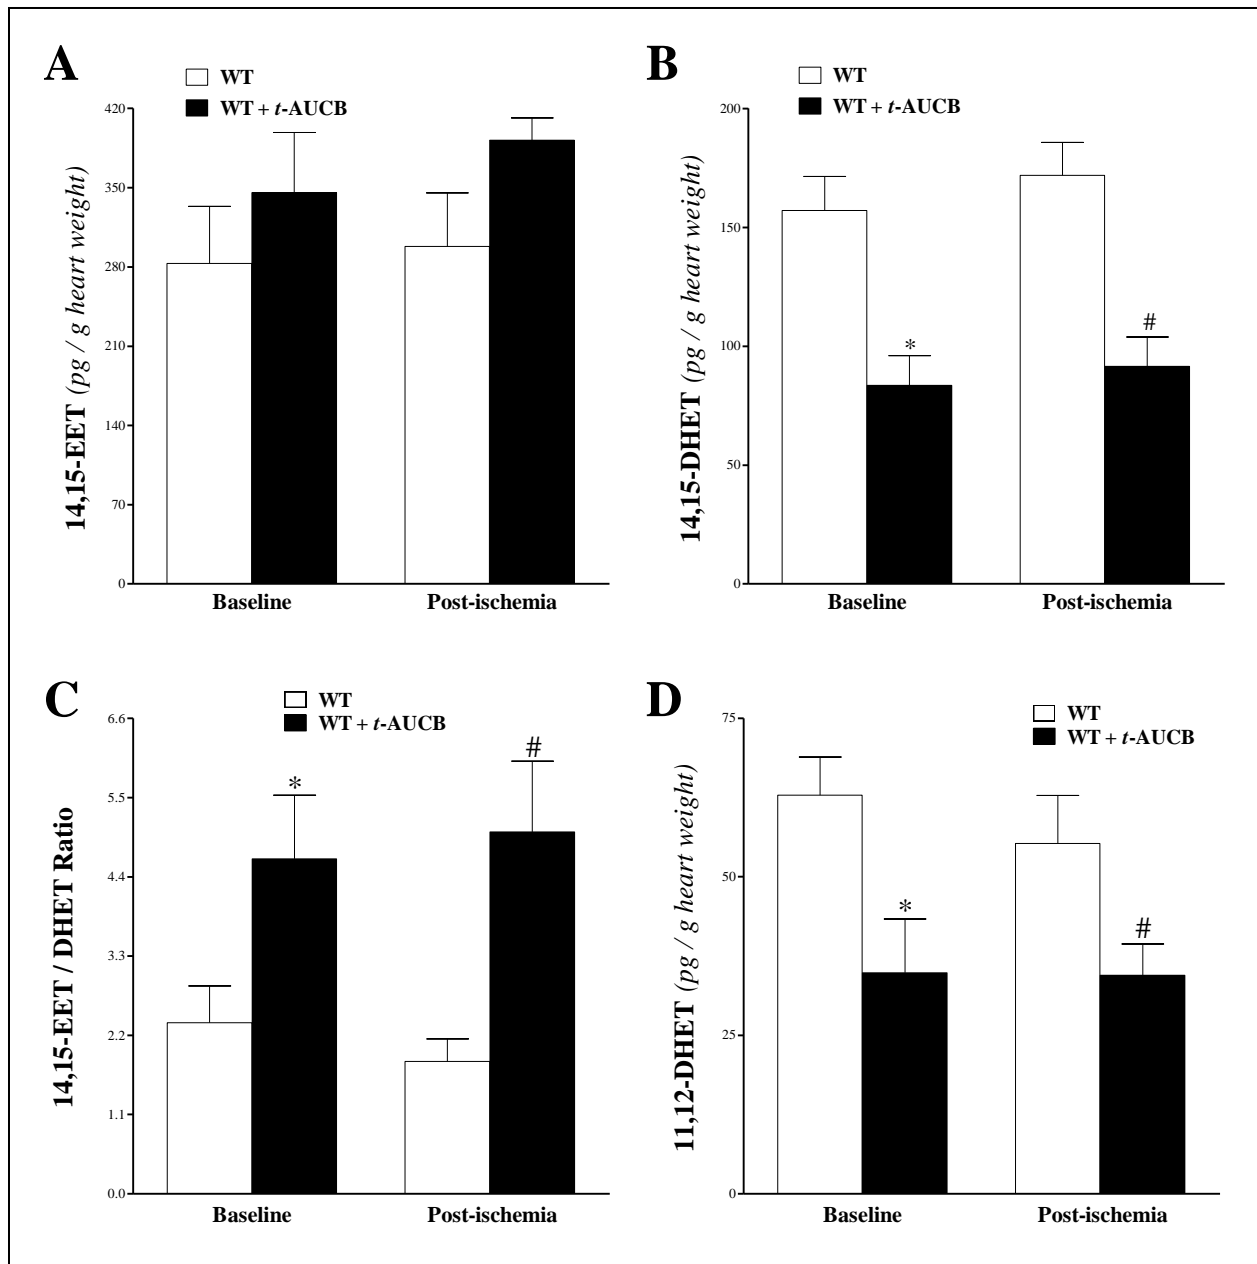 A
WT
WT + t-AUCB
14,15-EET (pg / g heart weight)
420
350
280
210
140
70
0
Baseline Post-ischemia
B
WT
WT + t-AUCB
14,15-DHET (pg / g heart weight)
200
150
100
50
0
*
#
Baseline Post-ischemia
C
WT
WT + t-AUCB
14,15-EET / DHET Ratio
6.6
5.5
4.4
3.3
2.2
1.1
0.0
*
#
Baseline Post-ischemia
D
WT
WT + t-AUCB
11,12-DHET (pg / g heart weight)
75
50
25
0
*
#
Baseline Post-ischemia